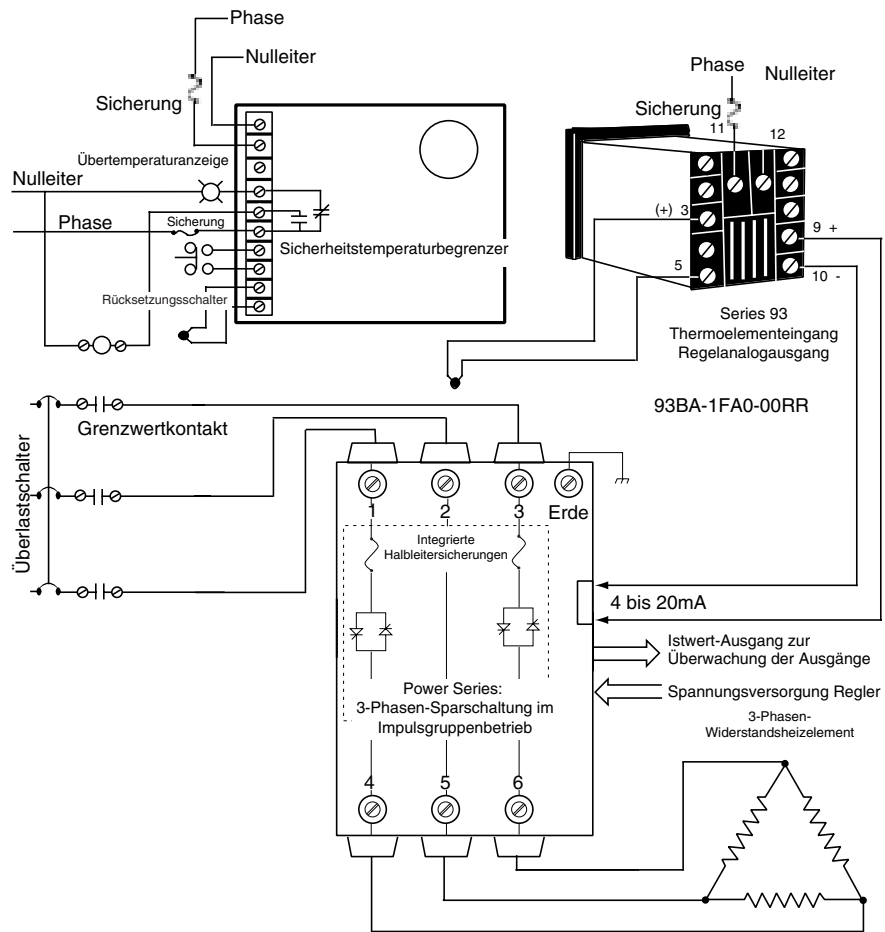 Phase
Nulleiter
Sicherung
Übertemperaturanzeige
Nulleiter
Phase
Sicherung
Sicherheitstemperaturbegrenzer
Rücksetzungsschalter
Phase
Nulleiter
Sicherung
11
12
(+) 3
5
9 +
10 -
Series 93
Thermoelementeingang
Regelanalogausgang
93BA-1FA0-00RR
Grenzwertkontakt
Überlastschalter
1
2
3
Erde
Integrierte
Halbleitersicherungen
4 bis 20mA
Istwert-Ausgang zur
Überwachung der Ausgänge
Spannungsversorgung Regler
Power Series:
3-Phasen-Sparschaltung im
Impulsgruppenbetrieb
3-Phasen-
Widerstandsheizelement
4
5
6